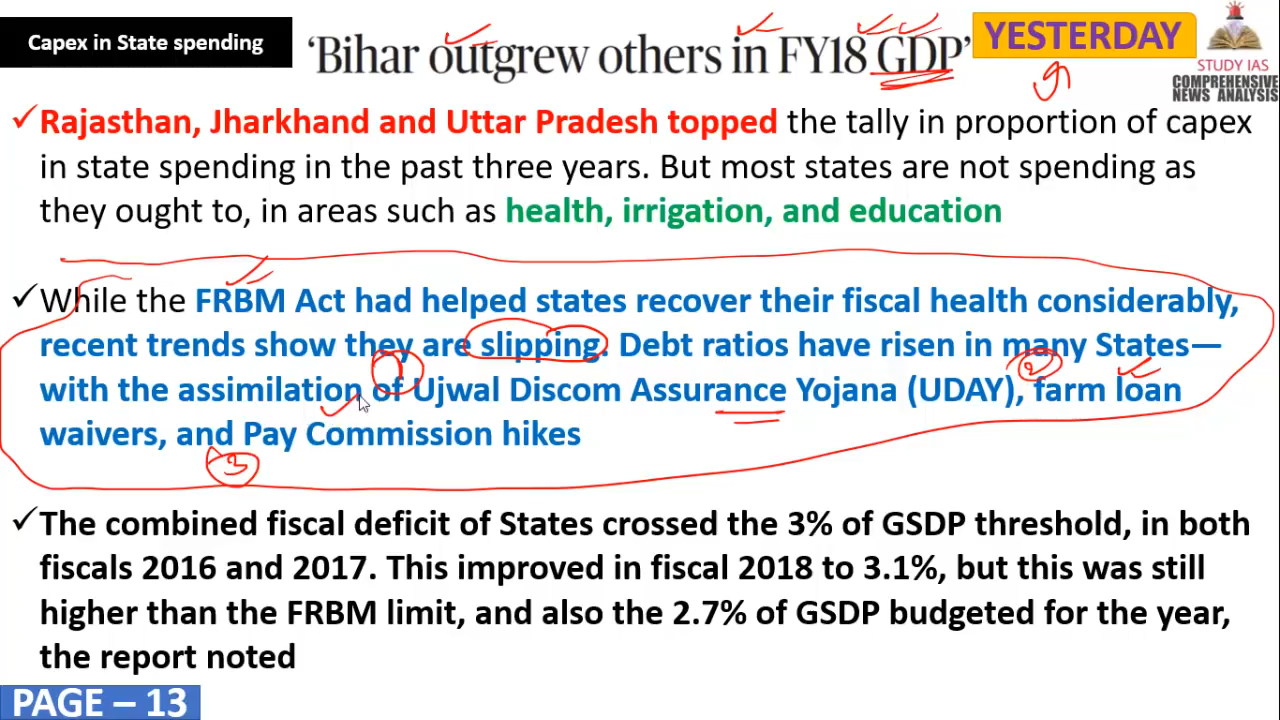 Capex in State spending
‘Bihar outgrew others in FY18 GDP’
YESTERDAY
9
STUDY IAS
COMPREHENSIVE
NEWS ANALYSIS
✓Rajasthan, Jharkhand and Uttar Pradesh topped the tally in proportion of capex
in state spending in the past three years. But most states are not spending as
they ought to, in areas such as health, irrigation, and education
✓While the FRBM Act had helped states recover their fiscal health considerably,
recent trends show they are slipping. Debt ratios have risen in many States—
1
2
with the assimilation of Ujwal Discom Assurance Yojana (UDAY), farm loan
waivers, and Pay Commission hikes
3
✓The combined fiscal deficit of States crossed the 3% of GSDP threshold, in both
fiscals 2016 and 2017. This improved in fiscal 2018 to 3.1%, but this was still
higher than the FRBM limit, and also the 2.7% of GSDP budgeted for the year,
the report noted
PAGE – 13